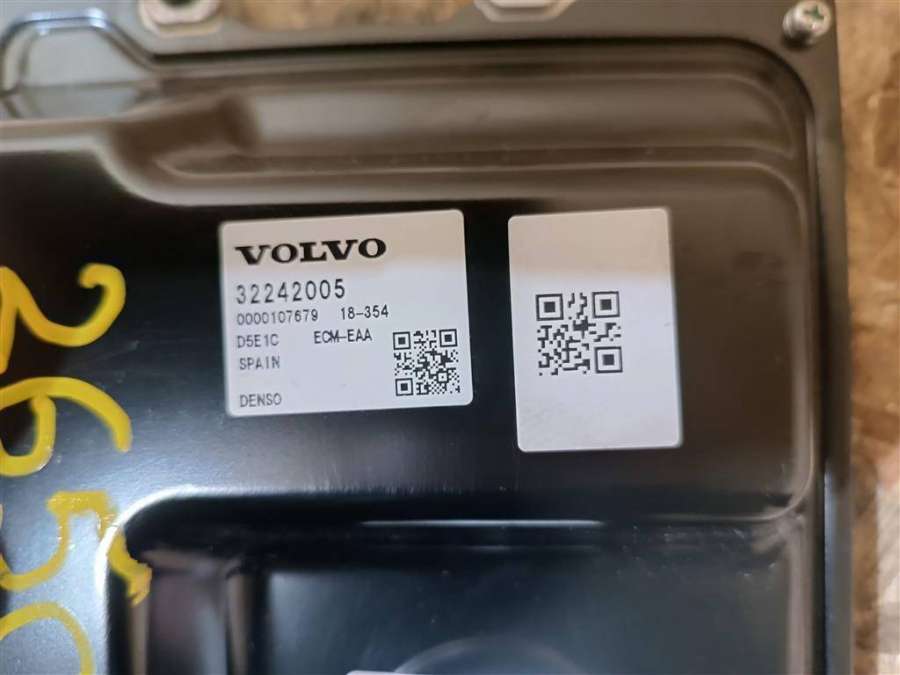 VOLVO
32242005
0000107679 18-354
D5E1C ECM-EAA
SPAIN
DENSO